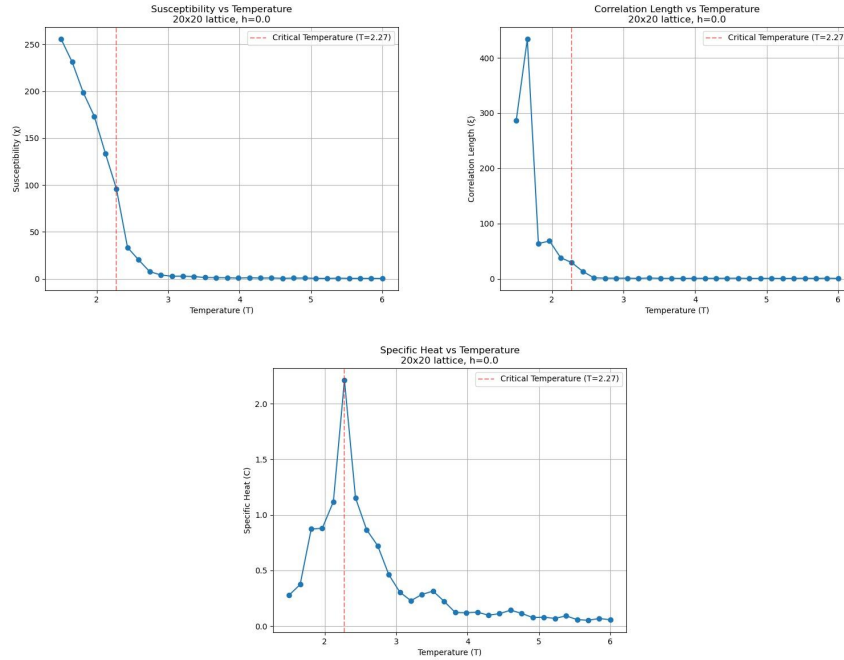 Susceptibility vs Temperature
20x20 lattice, h=0.0
Critical Temperature (T=2.27)
250
200
150
100
50
0
Susceptibility (χ)
2 3 4 5 6
Temperature (T)
Correlation Length vs Temperature
20x20 lattice, h=0.0
Critical Temperature (T=2.27
400
300
200
100
0
Correlation Length (ξ)
2 3 4 5 6
Temperature (T)
Specific Heat vs Temperature
20x20 lattice, h=0.0
Critical Temperature (T=2.27)
2.0
1.5
1.0
0.5
0.0
Specific Heat (C)
2 3 4 5 6
Temperature (T)